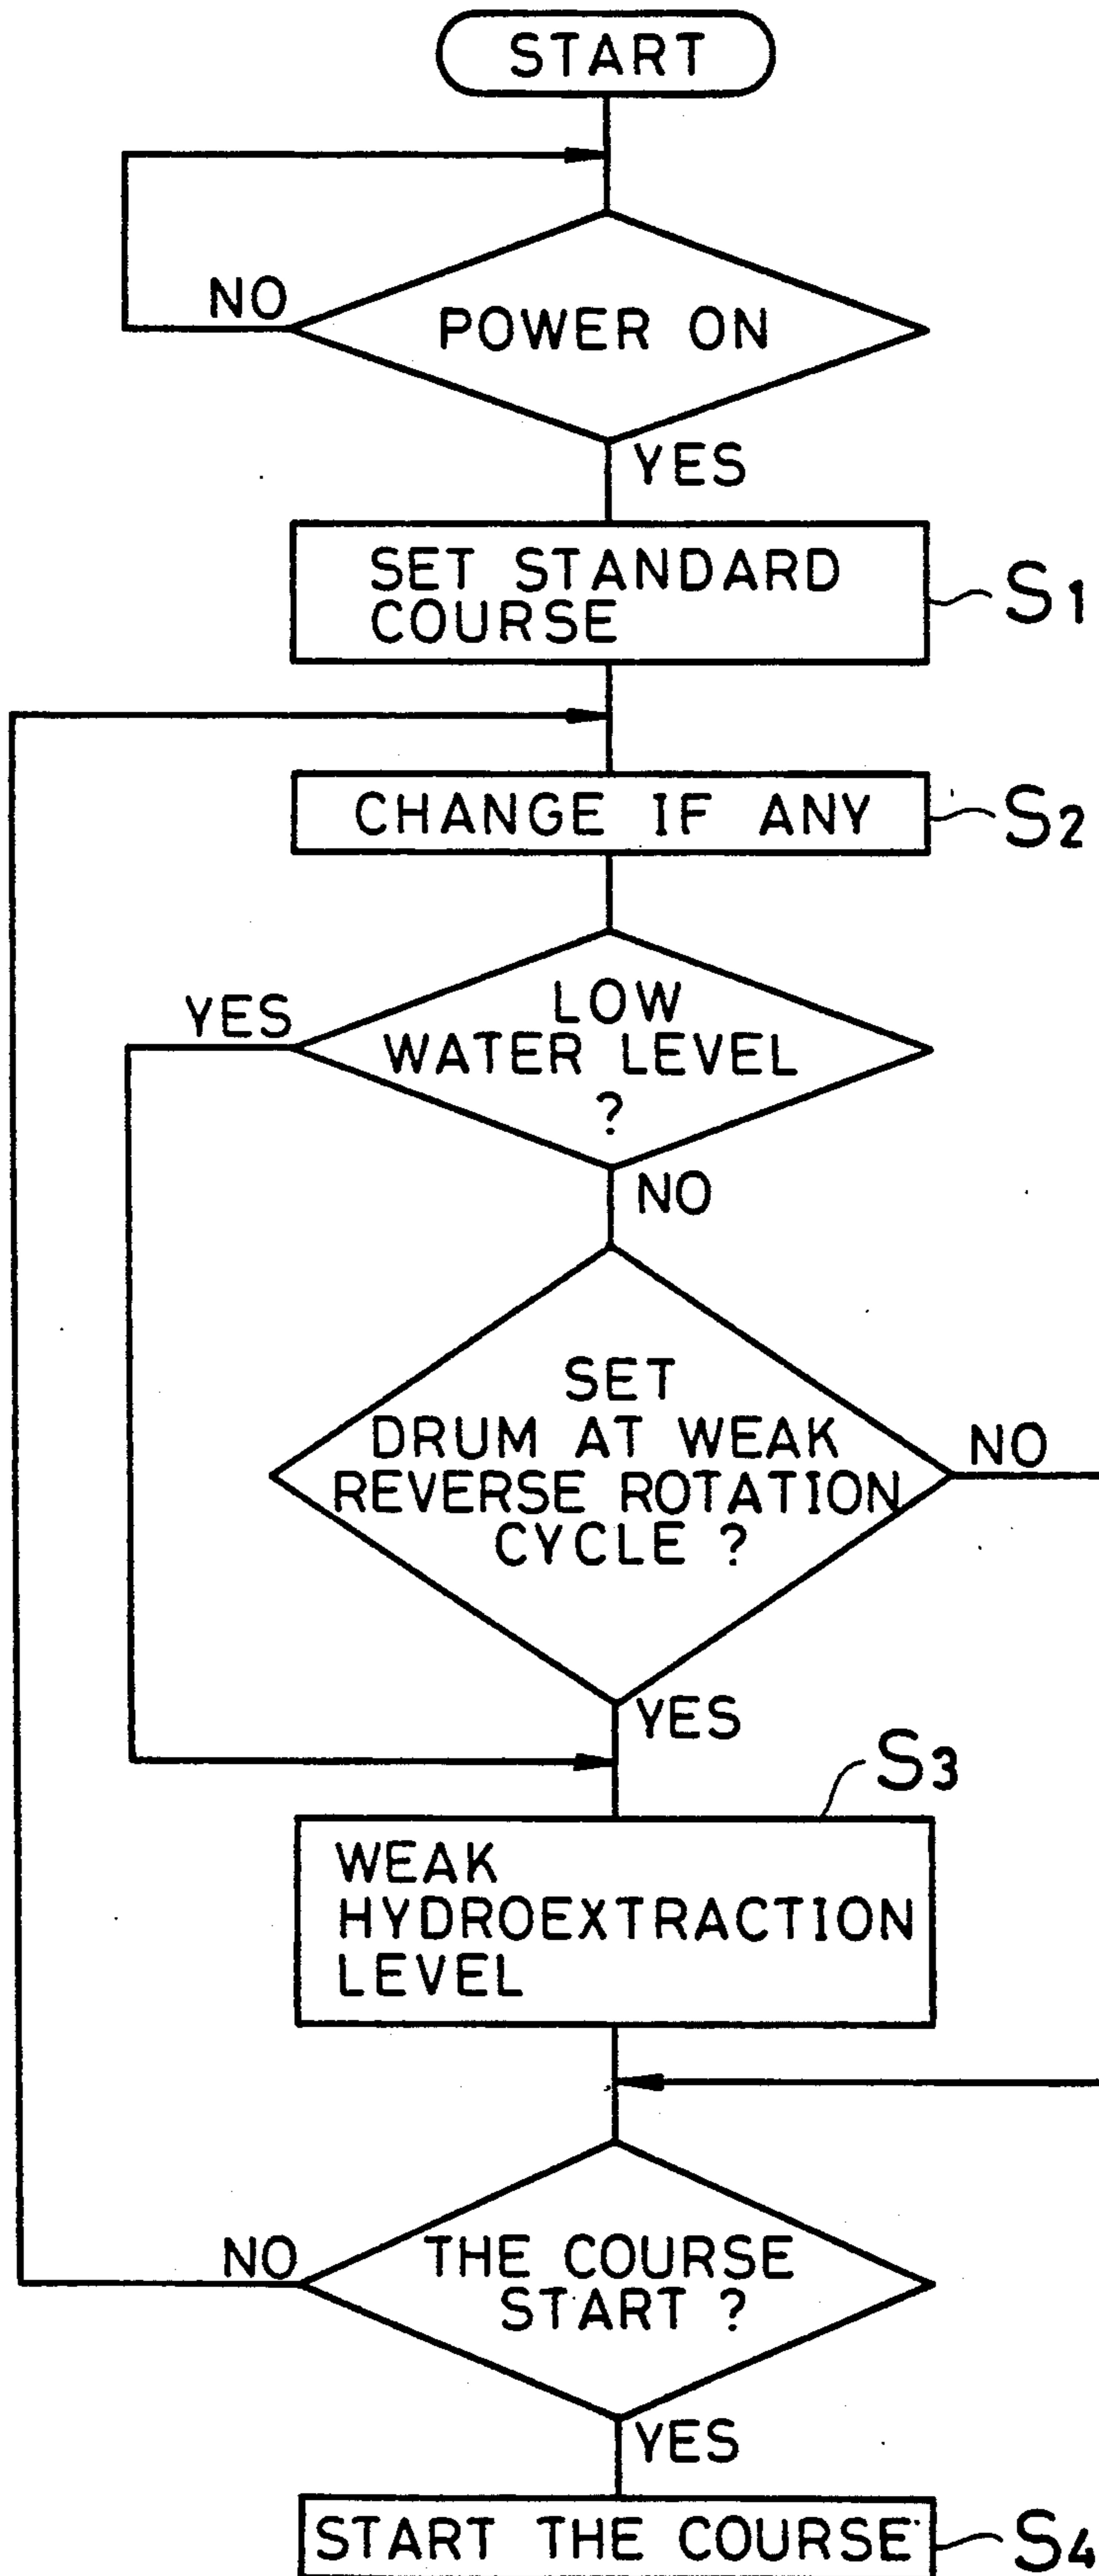 START
NO
POWER ON
YES
SET STANDARD
COURSE
S1
CHANGE IF ANY
S2
YES
LOW
WATER LEVEL
?
NO
SET
DRUM AT WEAK
REVERSE ROTATION
CYCLE ?
NO
YES
S3
WEAK
HYDROEXTRACTION
LEVEL
NO
THE COURSE
START ?
YES
START THE COURSE
S4